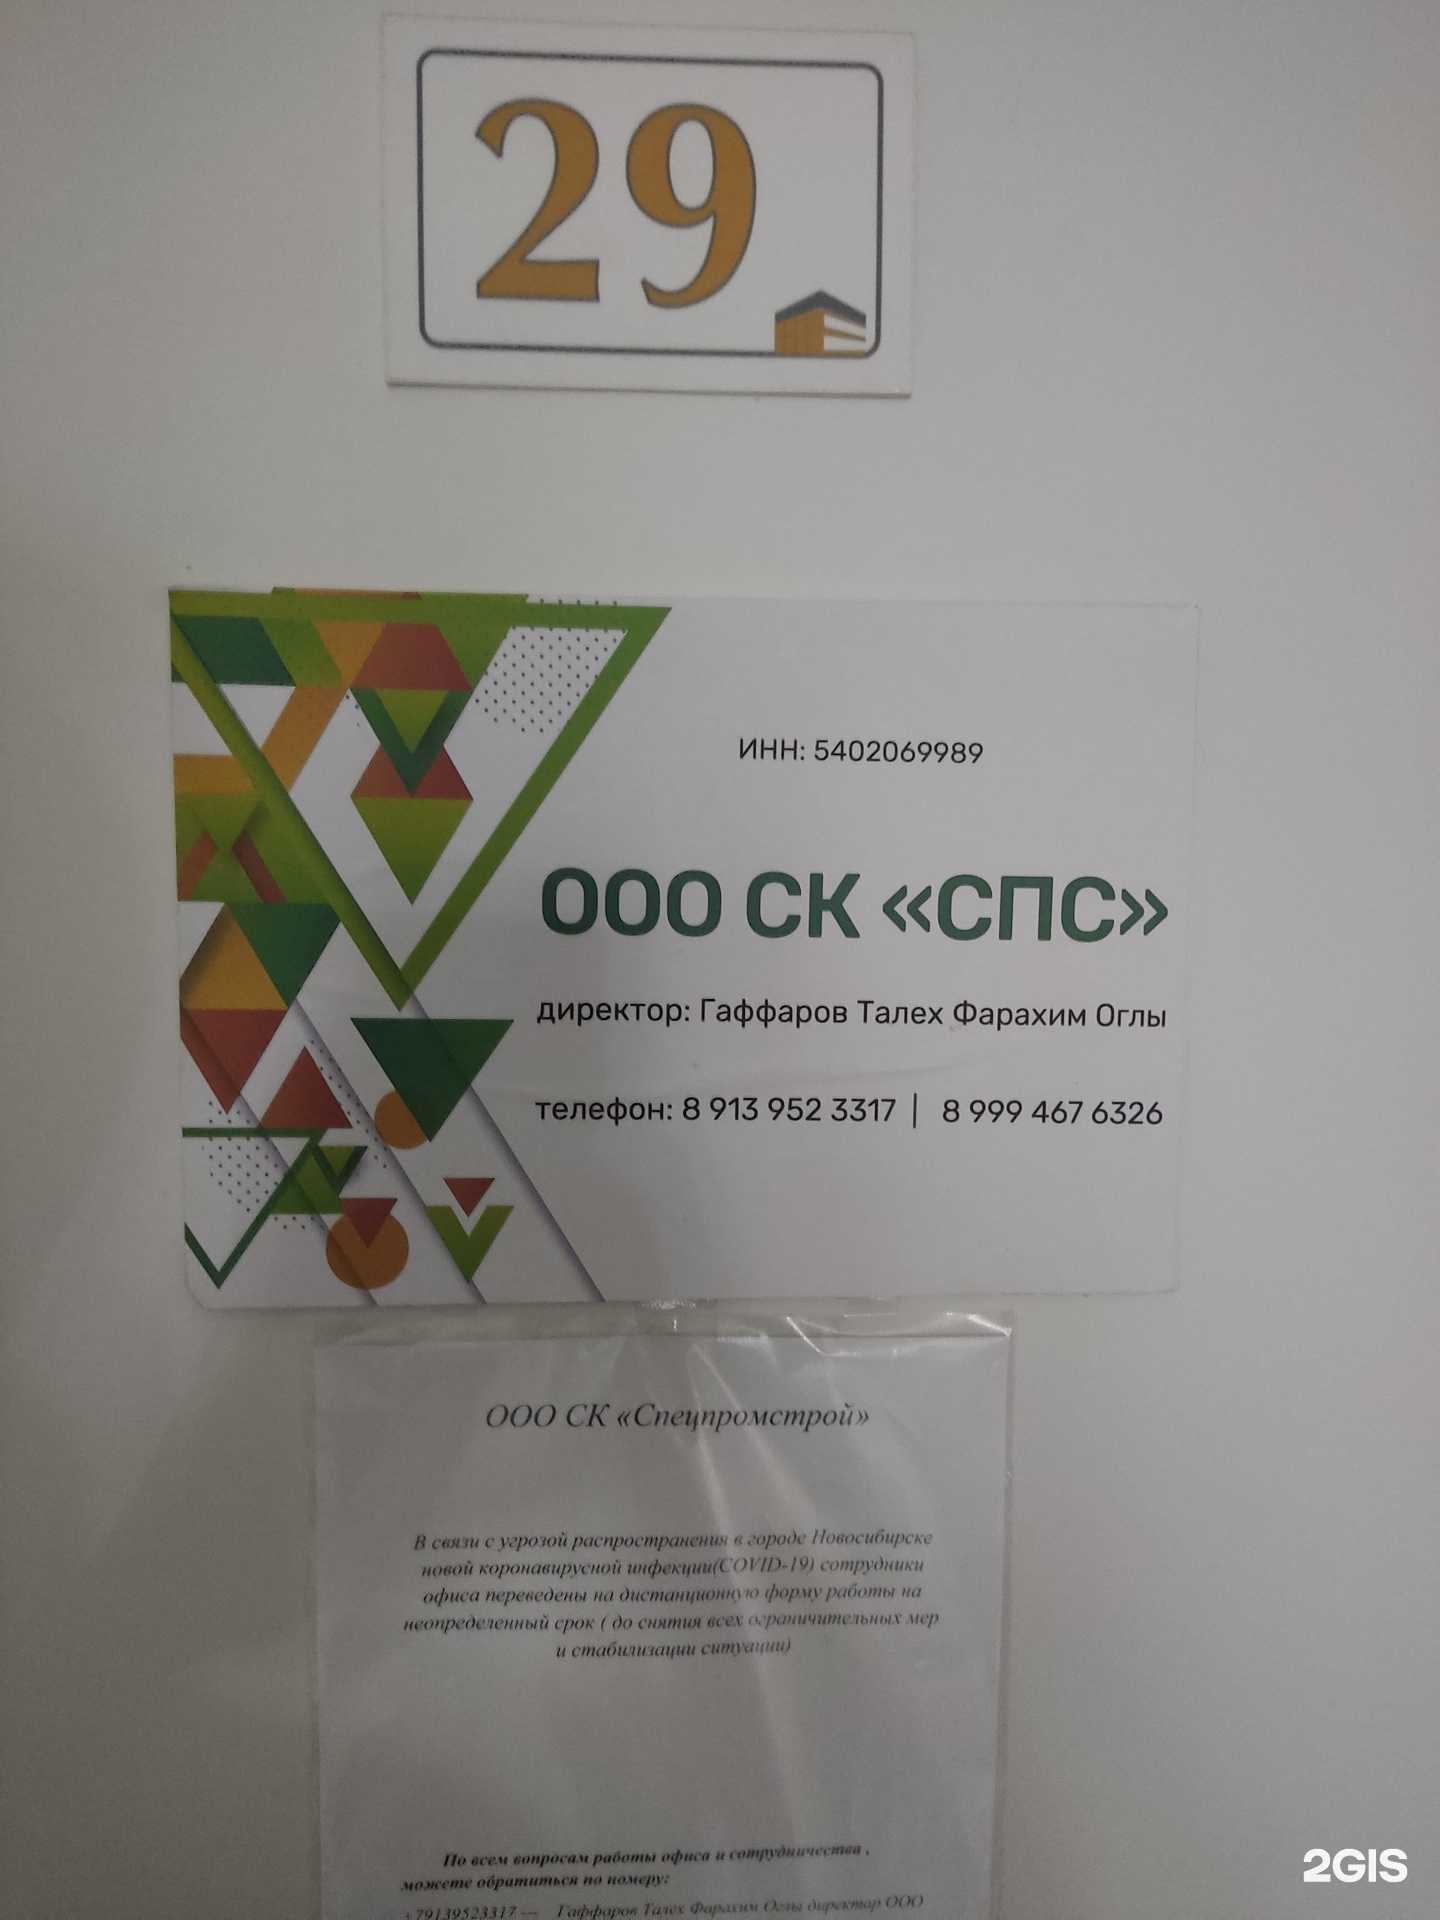 29
ИНН: 5402069989
ООО СК «СПС»
директор: Гаффаров Талех Фарахим Оглы
телефон: 8 913 952 3317 | 8 999 467 6326
ООО СК «Спецпромстрой»
В связи с угрозой распространения в городе Новосибирске
новой коронавирусной инфекции(COVID-19) сотрудники
офиса переведены на дистанционную форму работы на
неопределенный срок ( до снятия всех ограничительных мер
и стабилизации ситуации)
По всем вопросам работы офиса и сотрудничества ,
можете обратиться по номеру:
+79139523317 — Гаффаров Талех Фарахим Оглы директор ООО
2GIS